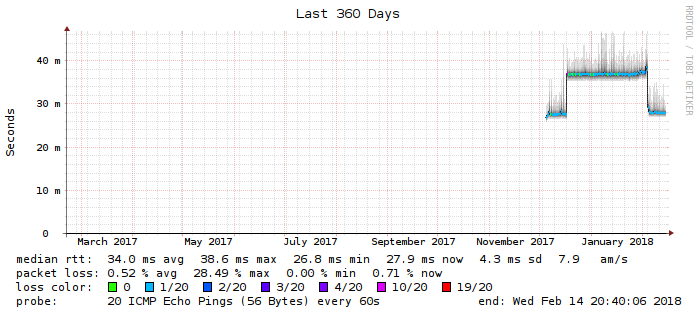 Last 360 Days
RRDTOOL / TOBI OETIKER
Seconds
40 m
30 m
20 m
10 m
0
March 2017 May 2017 July 2017 September 2017 November 2017 January 2018
median rtt: 34.0 ms avg 38.6 ms max 26.8 ms min 27.9 ms now 4.3 ms sd 7.9 am/s
packet loss: 0.52 % avg 28.49 % max 0.00 % min 0.71 % now
loss color: 0 1/20 2/20 3/20 4/20 10/20 19/20
probe: 20 ICMP Echo Pings (56 Bytes) every 60s end: Wed Feb 14 20:40:06 2018